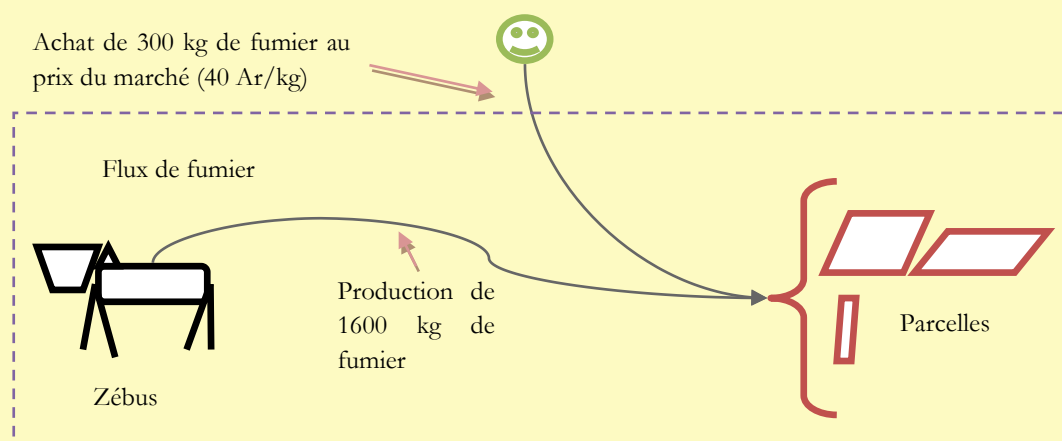 Achat de 300 kg de fumier au
prix du marché (40 Ar/kg)
Flux de fumier
Production de
1600 kg de
fumier
Parcelles
Zébus